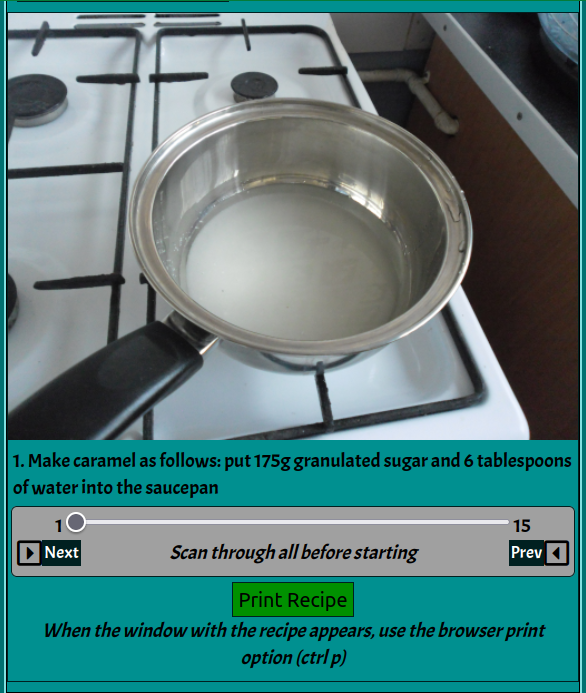 1. Make caramel as follows: put 175g granulated sugar and 6 tablespoons
of water into the saucepan
1 15
Next Scan through all before starting Prev
Print Recipe
When the window with the recipe appears, use the browser print
option (ctrl p)